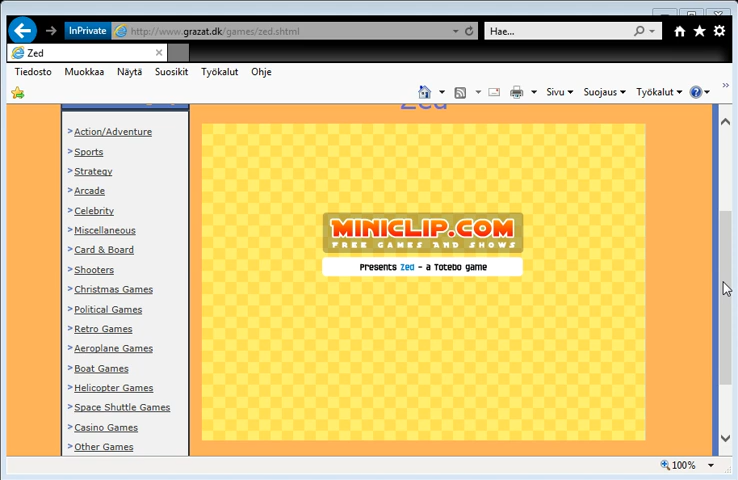 InPrivate
http://www.grazat.dk/games/zed.shtml
Hae...
Zed
Tiedosto Muokkaa Näytä Suosikit Työkalut Ohje
Sivu Suojaus Työkalut
Zed
>Action/Adventure
>Sports
>Strategy
>Arcade
>Celebrity
>Miscellaneous
>Card & Board
>Shooters
>Christmas Games
>Political Games
>Retro Games
>Aeroplane Games
>Boat Games
>Helicopter Games
>Space Shuttle Games
>Casino Games
>Other Games
MINICLIP.COM
FREE GAMES AND SHOWS
Presents Zed - a Totebo game
100%